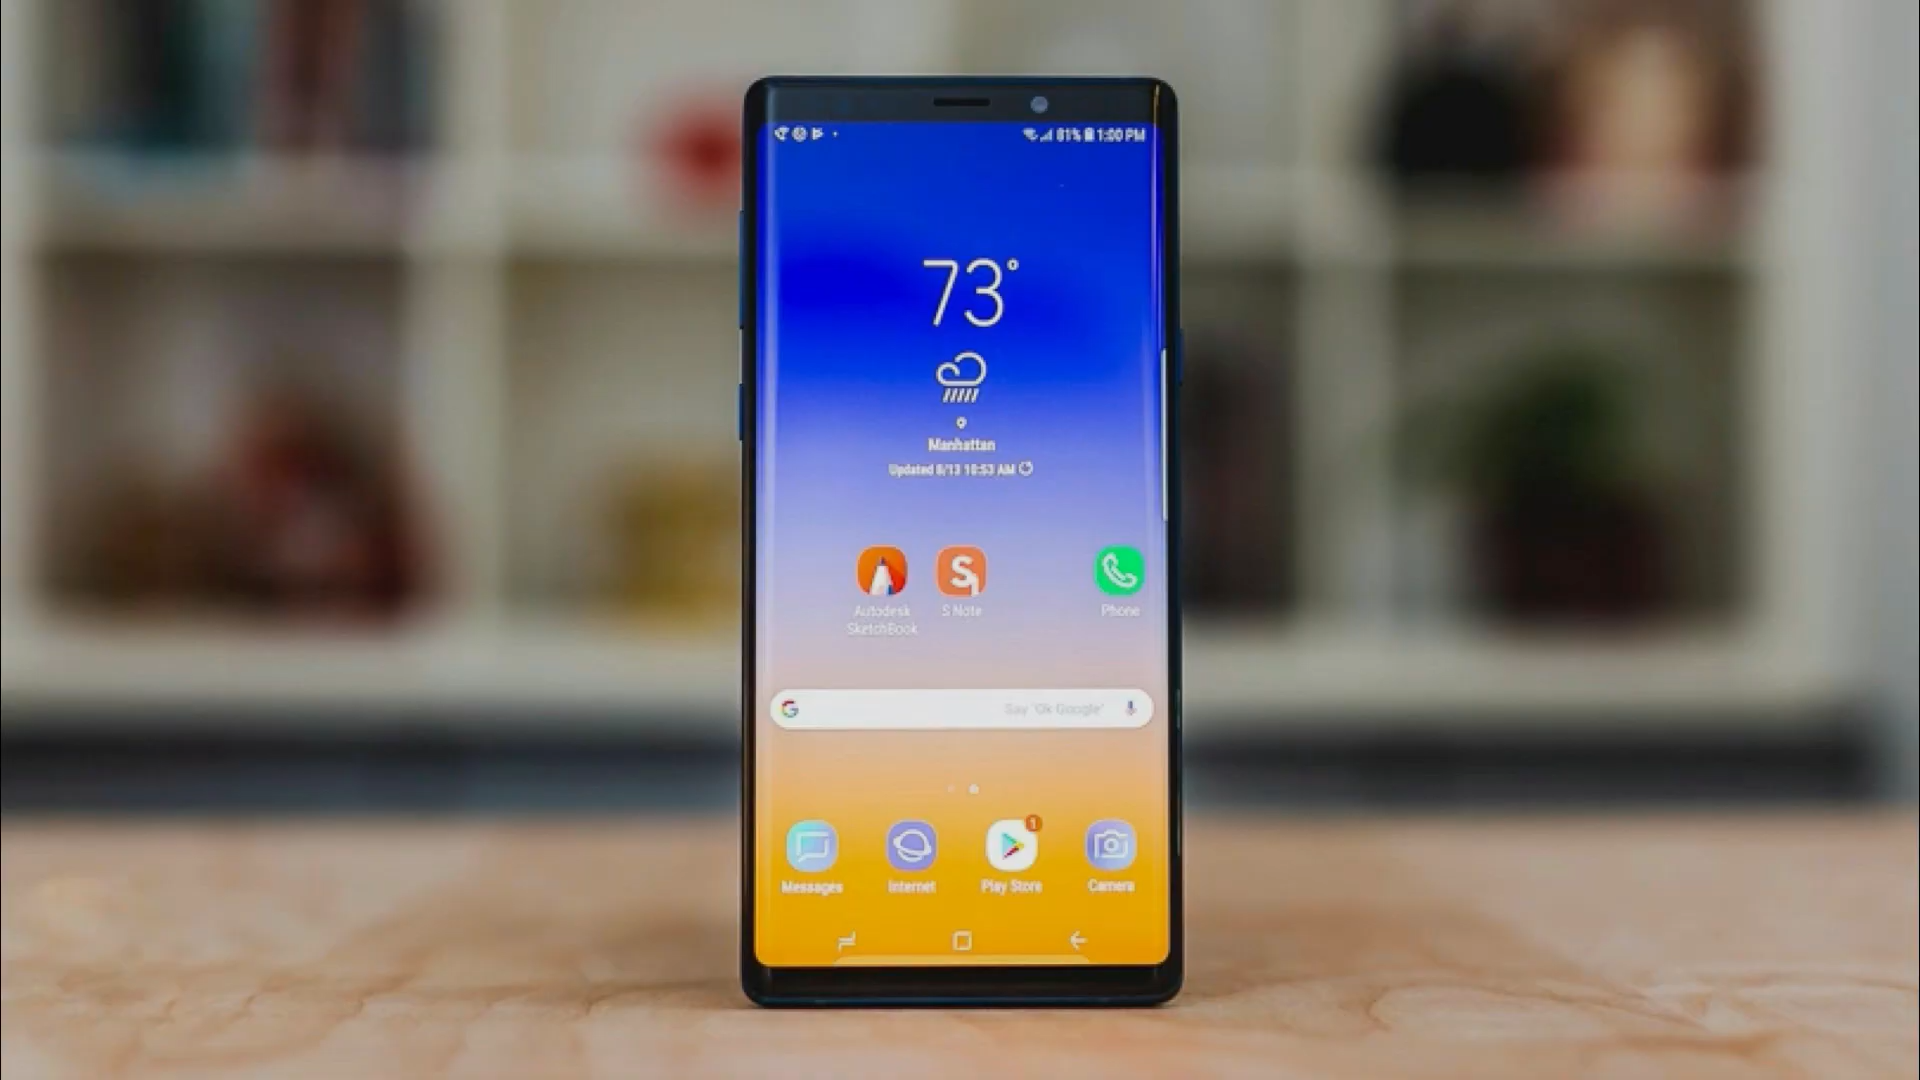 81% 1:00 PM
73°
Manhattan
Updated 8/13 10:53 AM
Autodesk
SketchBook
S Note
Phone
G
Say "Ok Google"
1
Messages
Internet
Play Store
Camera